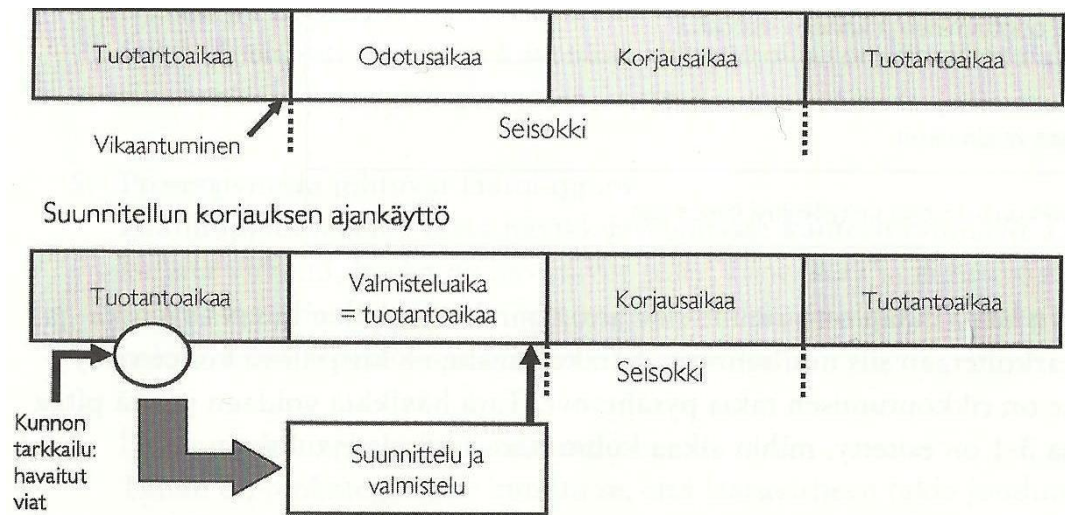 Tuotantoaikaa Odotusaikaa Korjausaikaa Tuotantoaikaa
Seisokki
Vikaantuminen
Suunnitellun korjauksen ajankäyttö
Tuotantoaikaa Valmisteluaika Korjausaikaa Tuotantoaikaa
= tuotantoaikaa
Seisokki
Kunnon
tarkkailu:
havaitut
viat
Suunnittelu ja
valmistelu